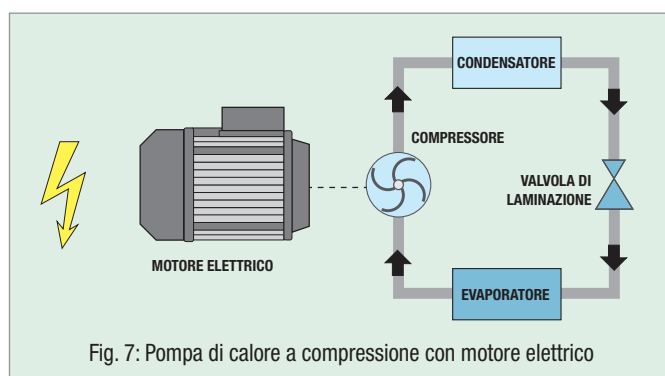 CONDENSATORE
COMPRESSORE
VALVOLA DI
LAMINAZIONE
MOTORE ELETTRICO
EVAPORATORE
Fig. 7: Pompa di calore a compressione con motore elettrico